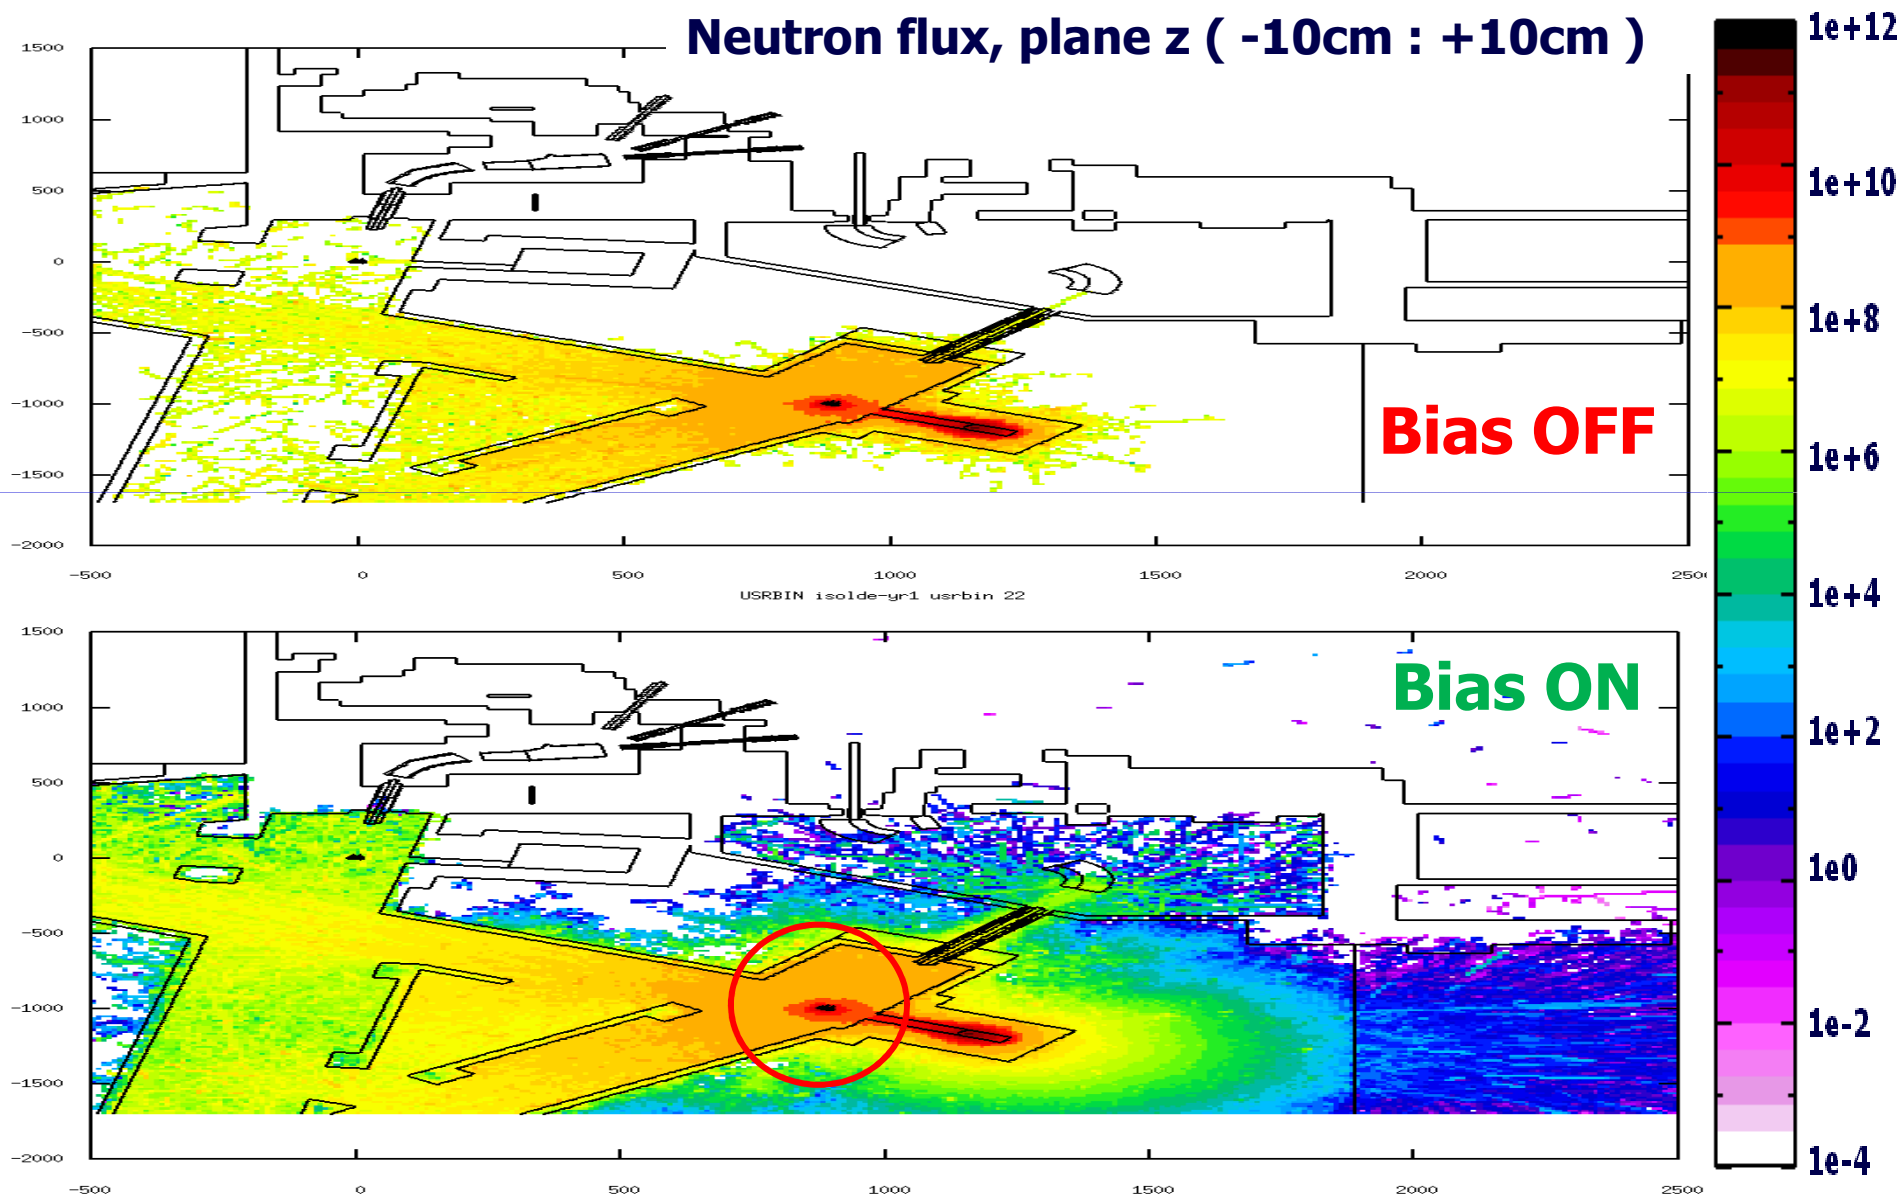 Neutron flux, plane z ( -10cm : +10cm )
1e+12
1500
1000
1e+10
500
0
1e+8
-500
-1000
Bias OFF
1e+6
-1500
-2000
-500 0 500 1000 1500 2000 2500
1e+4
USRBIN isolde-yr1 usrbin 22
1500
Bias ON
1000
1e+2
500
0
1e0
-500
-1000
1e-2
-1500
-2000
1e-4
-500 0 500 1000 1500 2000 2500